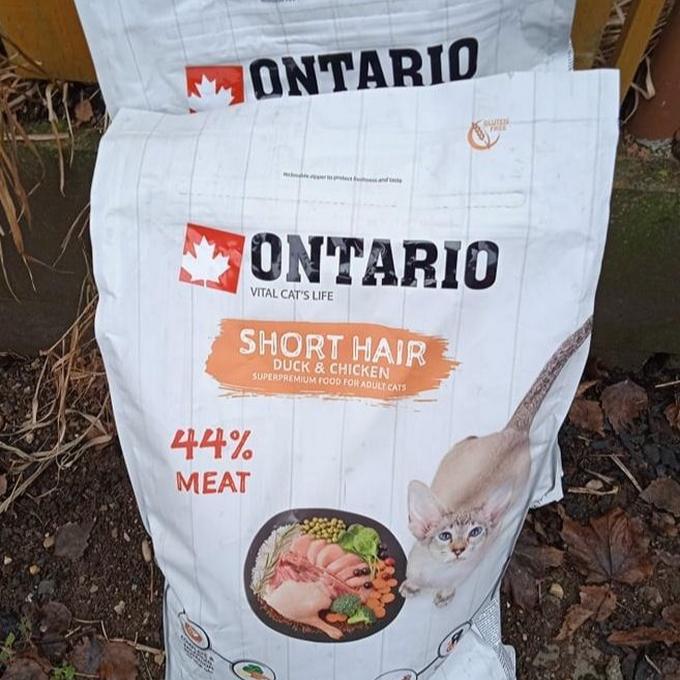 ONTARIO
GLUTEN
FREE
reclosable zipper to protect freshness and taste
ONTARIO
VITAL CAT'S LIFE
SHORT HAIR
DUCK & CHICKEN
SUPERPREMIUM FOOD FOR ADULT CATS
44%
MEAT